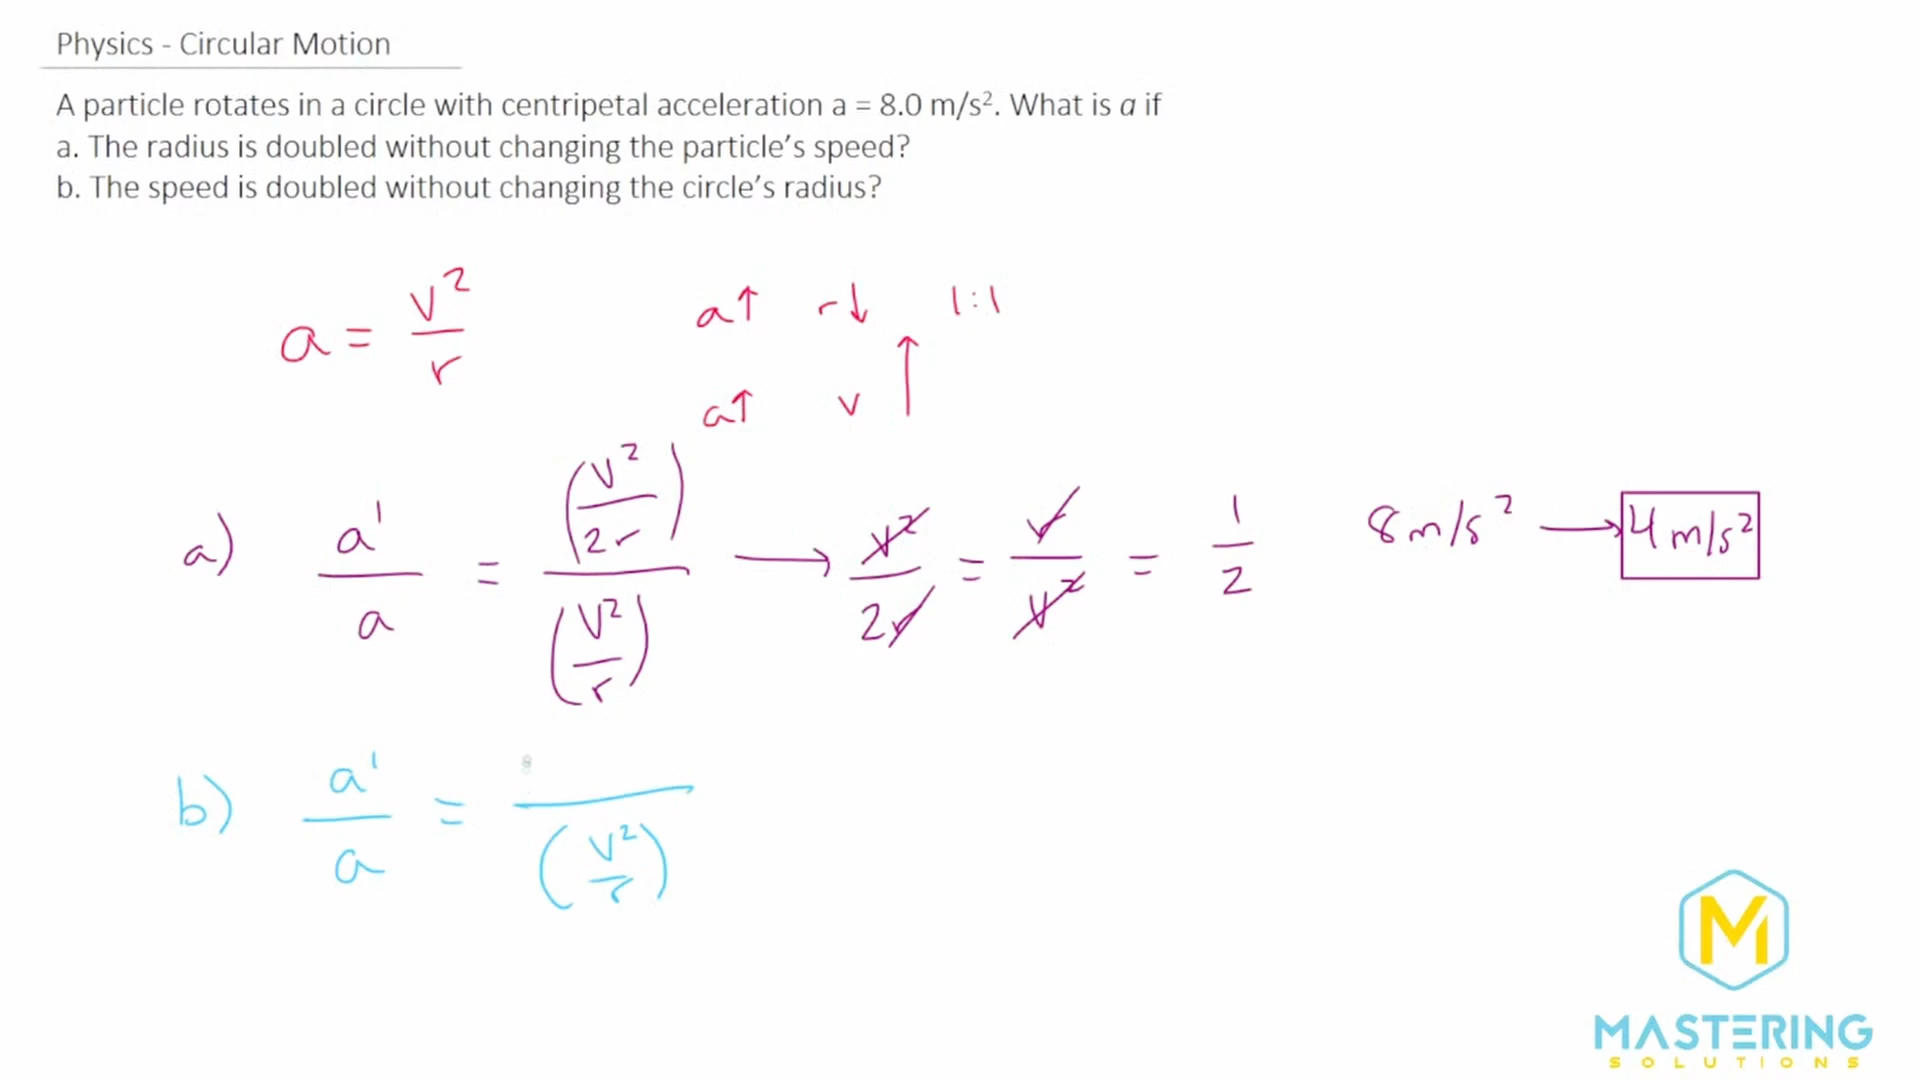 Physics - Circular Motion
A particle rotates in a circle with centripetal acceleration a = 8.0 m/s². What is a if
a. The radius is doubled without changing the particle’s speed?
b. The speed is doubled without changing the circle’s radius?
a = v²/r
a↑ r↓ 1:1
a↑ v ↑
a) a'/a = (v²/2r)/(v²/r) → v²/2r = r/v² = 1/2 8m/s² → 4m/s²
b) a'/a = /(v²/r)
M
MASTERING
SOLUTIONS